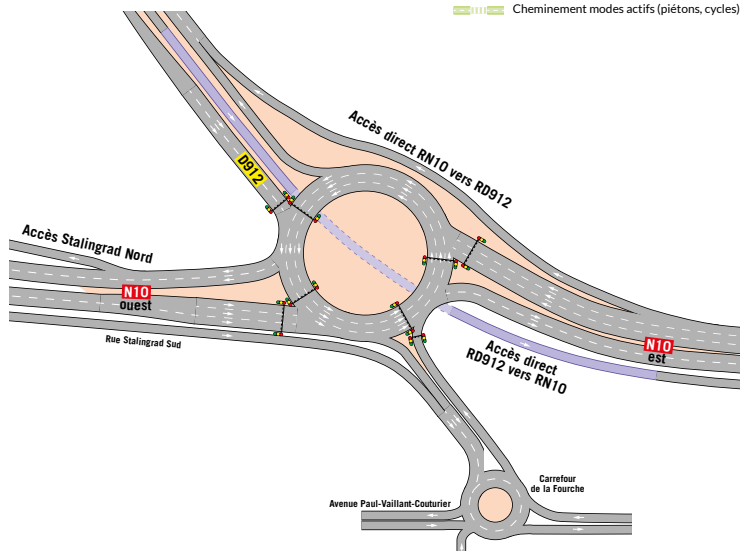 Cheminement modes actifs (piétons, cycles)
Accès direct RN10 vers RD912
D912
Accès Stalingrad Nord
N10
ouest
Rue Stalingrad Sud
N10
est
Accès direct
RD912 vers RN10
Carrefour
de la Fourche
Avenue Paul-Vaillant-Couturier